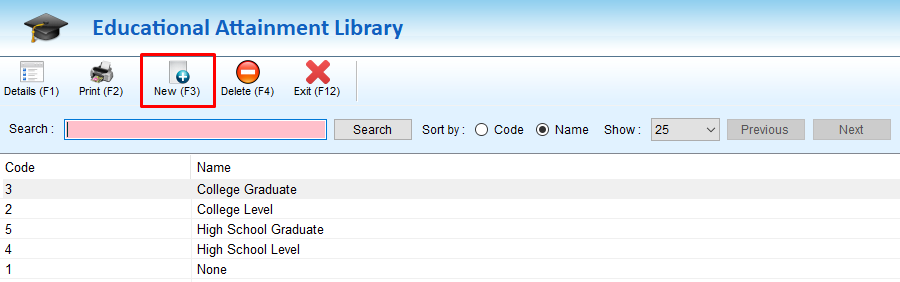 Educational Attainment Library
Details (F1) Print (F2) New (F3) Delete (F4) Exit (F12)
Search : Search Sort by : Code Name Show : 25 Previous Next
Code Name
3 College Graduate
2 College Level
5 High School Graduate
4 High School Level
1 None